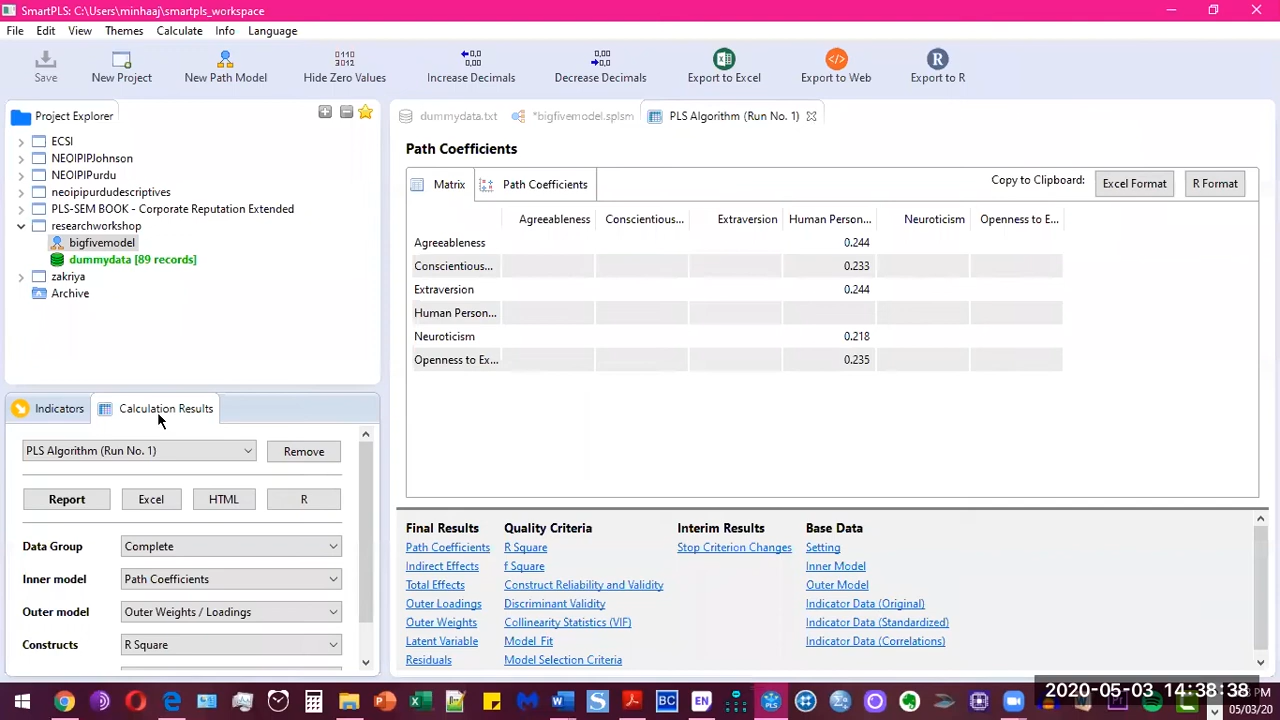 SmartPLS: C:\Users\minhaaj\smartpls_workspace
File Edit View Themes Calculate Info Language
Save New Project New Path Model Hide Zero Values Increase Decimals Decrease Decimals Export to Excel Export to Web Export to R
Project Explorer
ECSI
NEOIPIPJohnson
NEOIPIPurdu
neoipipurdudescriptives
PLS-SEM BOOK - Corporate Reputation Extended
researchworkshop
bigfivemodel
dummydata [89 records]
zakriya
Archive
Indicators Calculation Results
PLS Algorithm (Run No. 1) Remove
Report Excel HTML R
Data Group Complete
Inner model Path Coefficients
Outer model Outer Weights / Loadings
Constructs R Square
dummydata.txt *bigfivemodel.splsm PLS Algorithm (Run No. 1)
Path Coefficients
Matrix Path Coefficients Copy to Clipboard: Excel Format R Format
Agreeableness Conscientious... Extraversion Human Person... Neuroticism Openness to E...
Agreeableness 0.244
Conscientious... 0.233
Extraversion 0.244
Human Person...
Neuroticism 0.218
Openness to Ex... 0.235
Final Results Quality Criteria Interim Results Base Data
Path Coefficients R Square Stop Criterion Changes Setting
Indirect Effects f Square Inner Model
Total Effects Construct Reliability and Validity Outer Model
Outer Loadings Discriminant Validity Indicator Data (Original)
Outer Weights Collinearity Statistics (VIF) Indicator Data (Standardized)
Latent Variable Model_Fit Indicator Data (Correlations)
Residuals Model Selection Criteria
2020-05-03 14:38:38
05/03/20